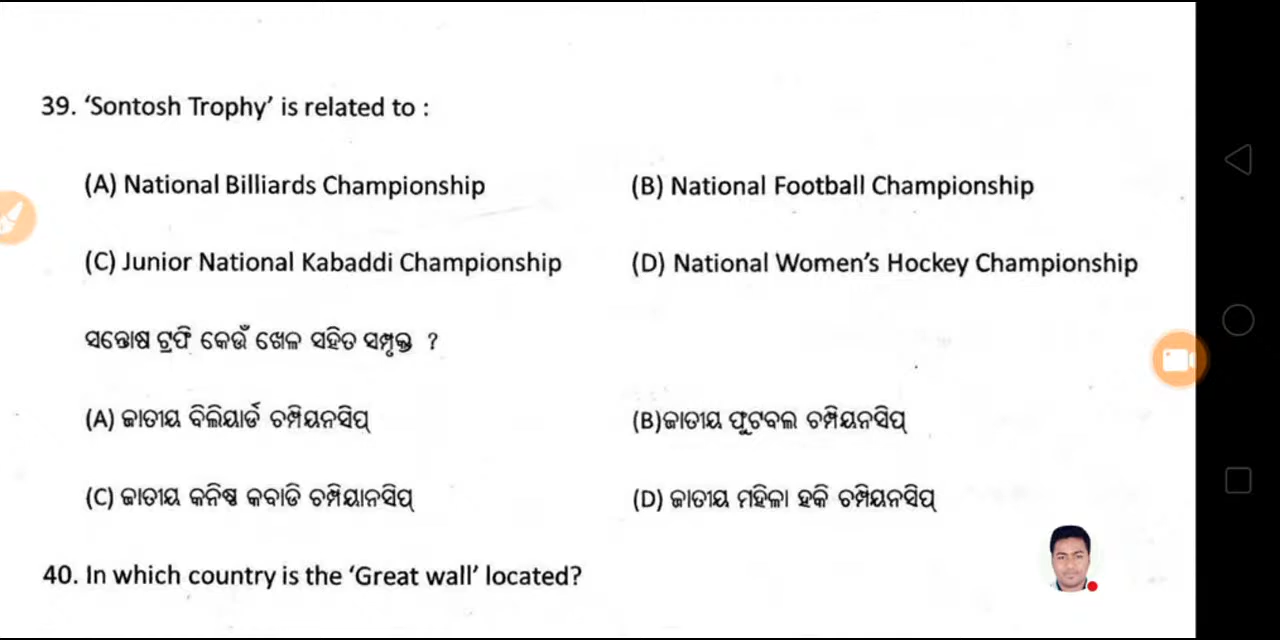 39. ‘Sontosh Trophy’ is related to :
(A) National Billiards Championship (B) National Football Championship
(C) Junior National Kabaddi Championship (D) National Women’s Hockey Championship
ସନ୍ତୋଷ ଟ୍ରଫି କେଉଁ ଖେଳ ସହିତ ସମ୍ପୃକ୍ତ ?
(A) ଜାତୀୟ ବିଲିୟାର୍ଡ ଚମ୍ପିୟନସିପ୍ (B)ଜାତୀୟ ଫୁଟବଲ ଚମ୍ପିୟନସିପ୍
(C) ଜାତୀୟ କନିଷ୍ଠ କବାଡି ଚମ୍ପିୟାନସିପ୍ (D) ଜାତୀୟ ମହିଳା ହକି ଚମ୍ପିୟନସିପ୍
40. In which country is the ‘Great wall’ located?